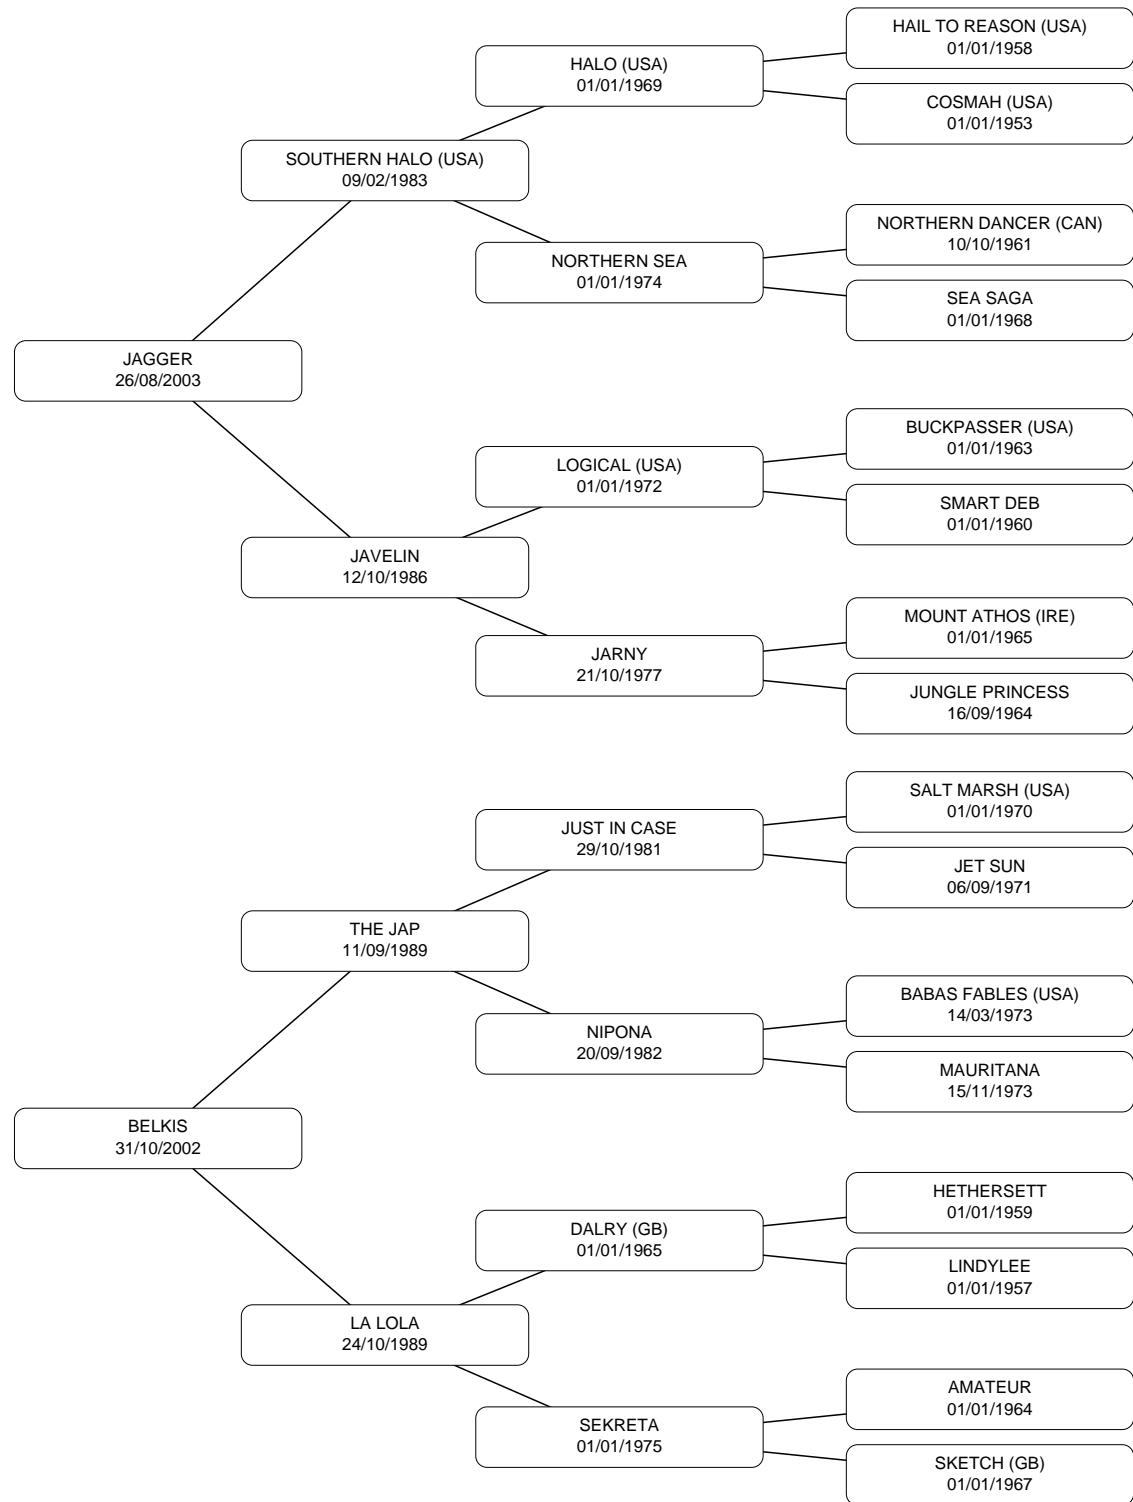 HAIL TO REASON (USA)
01/01/1958
HALO (USA)
01/01/1969
COSMAH (USA)
01/01/1953
SOUTHERN HALO (USA)
09/02/1983
NORTHERN DANCER (CAN)
10/10/1961
NORTHERN SEA
01/01/1974
SEA SAGA
01/01/1968
JAGGER
26/08/2003
BUCKPASSER (USA)
01/01/1963
LOGICAL (USA)
01/01/1972
SMART DEB
01/01/1960
JAVELIN
12/10/1986
MOUNT ATHOS (IRE)
01/01/1965
JARNY
21/10/1977
JUNGLE PRINCESS
16/09/1964
SALT MARSH (USA)
01/01/1970
JUST IN CASE
29/10/1981
JET SUN
06/09/1971
THE JAP
11/09/1989
BABAS FABLES (USA)
14/03/1973
NIPONA
20/09/1982
MAURITANA
15/11/1973
BELKIS
31/10/2002
HETHERSETT
01/01/1959
DALRY (GB)
01/01/1965
LINDYLEE
01/01/1957
LA LOLA
24/10/1989
AMATEUR
01/01/1964
SEKRETA
01/01/1975
SKETCH (GB)
01/01/1967